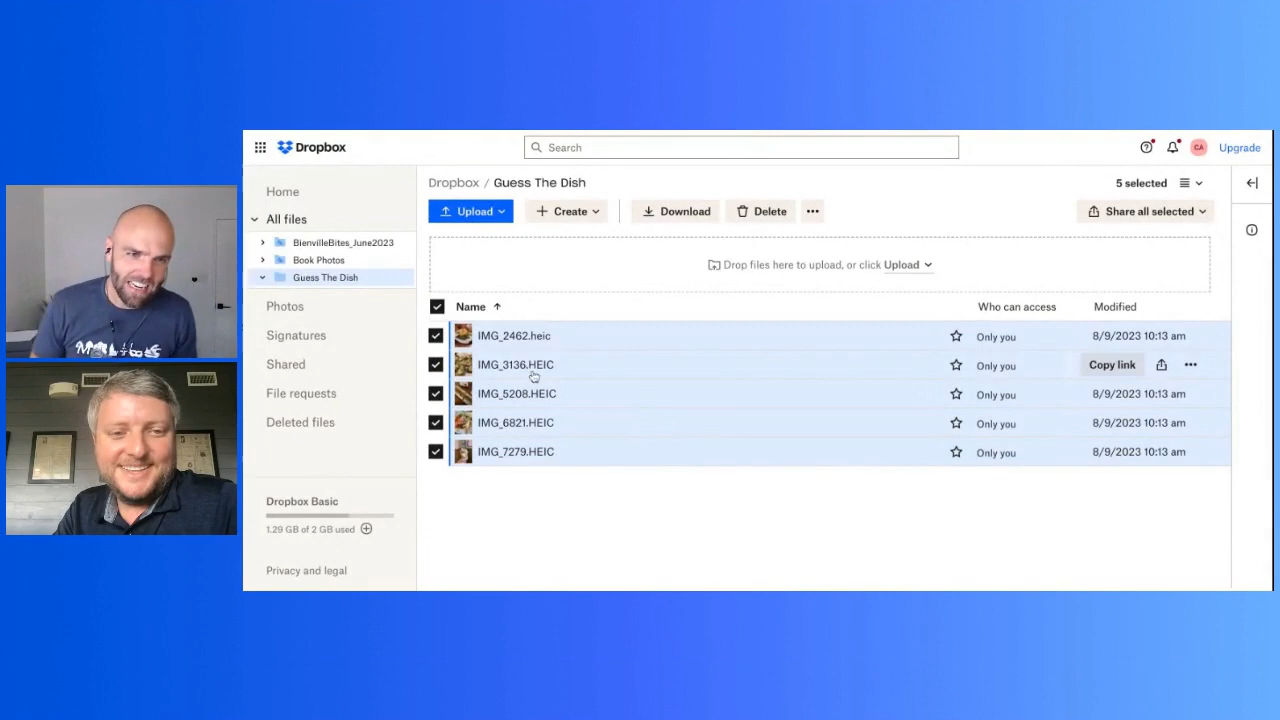 Dropbox
Search
CA
Upgrade
Home
All files
BienvilleBites_June2023
Book Photos
Guess The Dish
Photos
Signatures
Shared
File requests
Deleted files
Dropbox Basic
1.29 GB of 2 GB used
Privacy and legal
Dropbox / Guess The Dish
5 selected
Upload
Create
Download
Delete
Share all selected
Drop files here to upload, or click Upload
Name
Who can access
Modified
IMG_2462.heic
Only you
8/9/2023 10:13 am
IMG_3136.HEIC
Only you
Copy link
IMG_5208.HEIC
Only you
8/9/2023 10:13 am
IMG_6821.HEIC
Only you
8/9/2023 10:13 am
IMG_7279.HEIC
Only you
8/9/2023 10:13 am